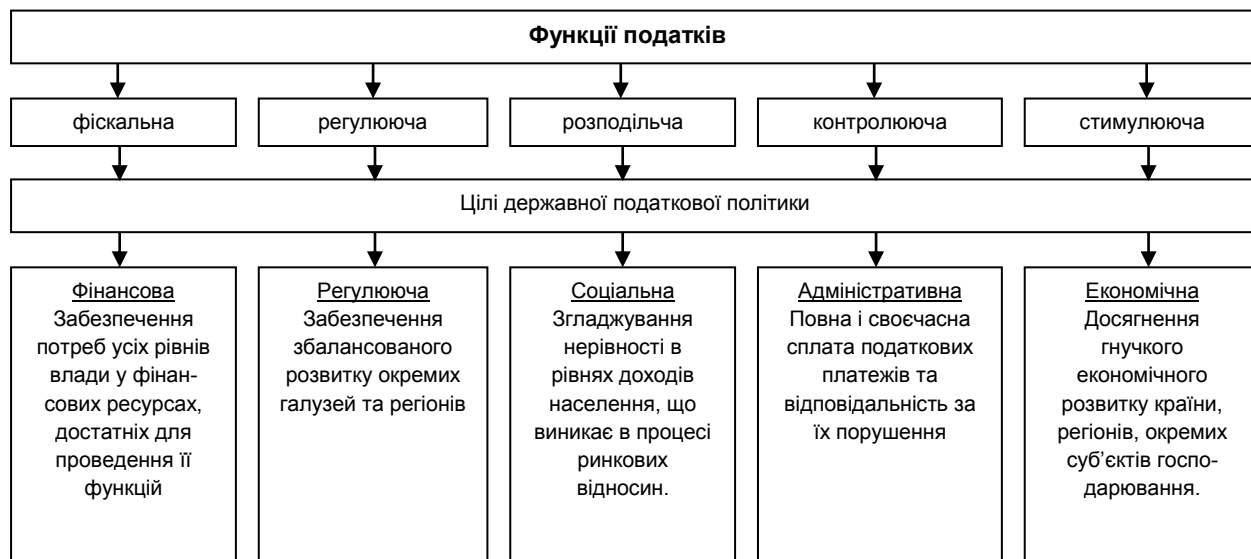 Функції податків
фіскальна
регулююча
розподільча
контролююча
стимулююча
Цілі державної податкової політики
Фінансова
Забезпечення
потреб усіх рівнів
влади у фінан-
сових ресурсах,
достатніх для
проведення її
функцій
Регулююча
Забезпечення
збалансованого
розвитку окремих
галузей та регіонів
Соціальна
Згладжування
нерівності в
рівнях доходів
населення, що
виникає в процесі
ринкових
відносин.
Адміністративна
Повна і своєчасна
сплата податкових
платежів та
відповідальність за
їх порушення
Економічна
Досягнення
гнучкого
економічного
розвитку країни,
регіонів, окремих
суб’єктів госпо-
дарювання.